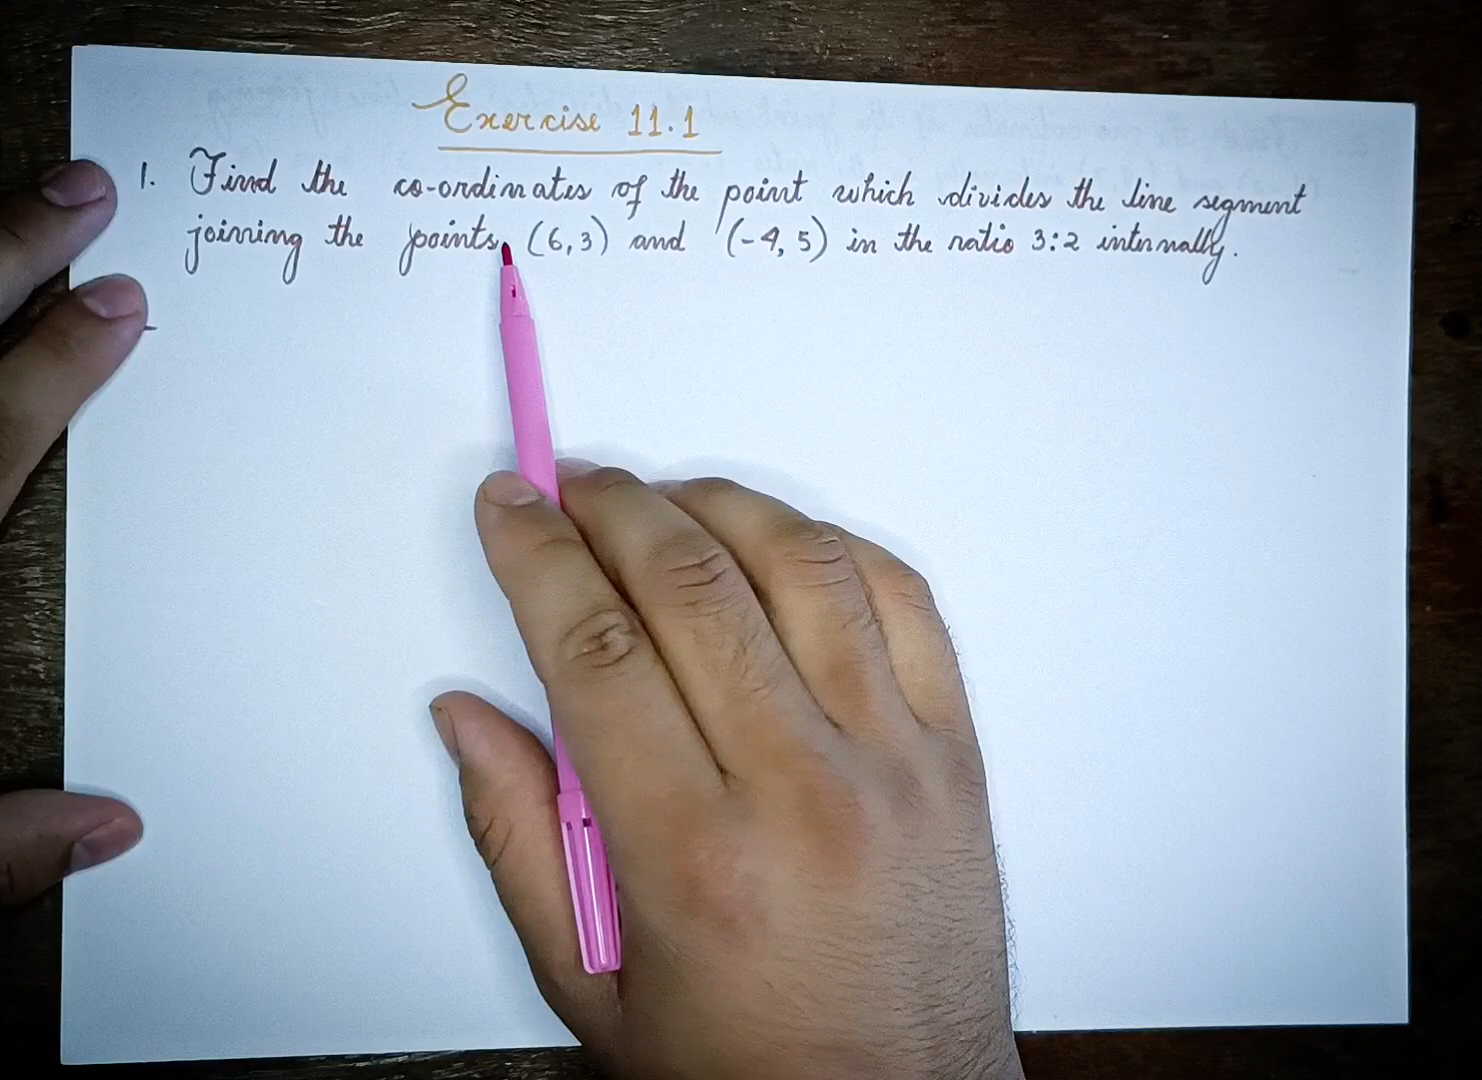 Exercise 11.1
1. Find the co-ordinates of the point which divides the line segment
joining the points (6,3) and (-4, 5) in the ratio 3:2 internally.